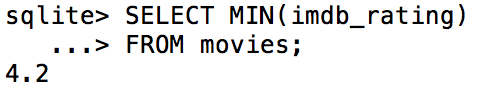 sqlite> SELECT MIN(imdb_rating)
   ...> FROM movies;
4.2